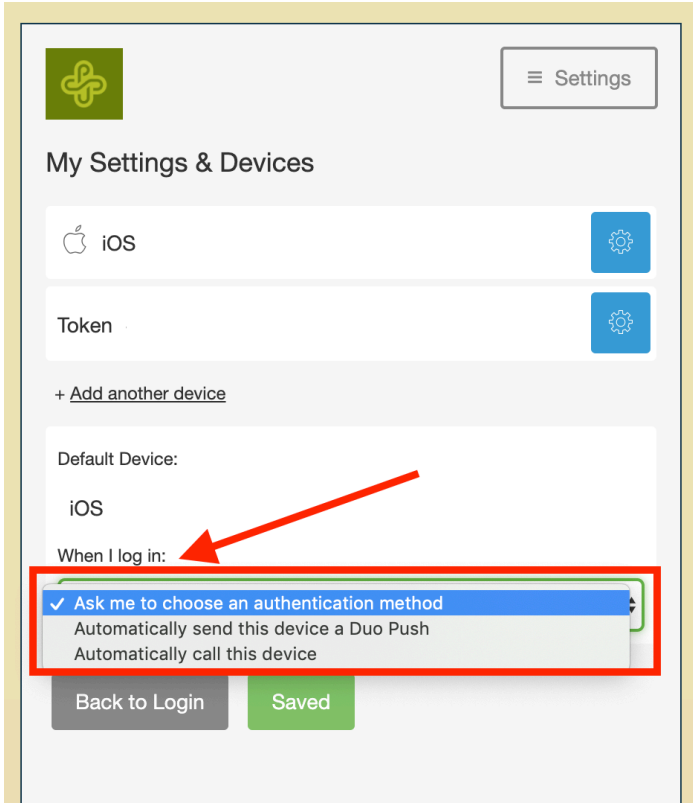 ≡ Settings
My Settings & Devices
iOS
Token
+ Add another device
Default Device:
iOS
When I log in:
✓ Ask me to choose an authentication method
Automatically send this device a Duo Push
Automatically call this device
Back to Login
Saved